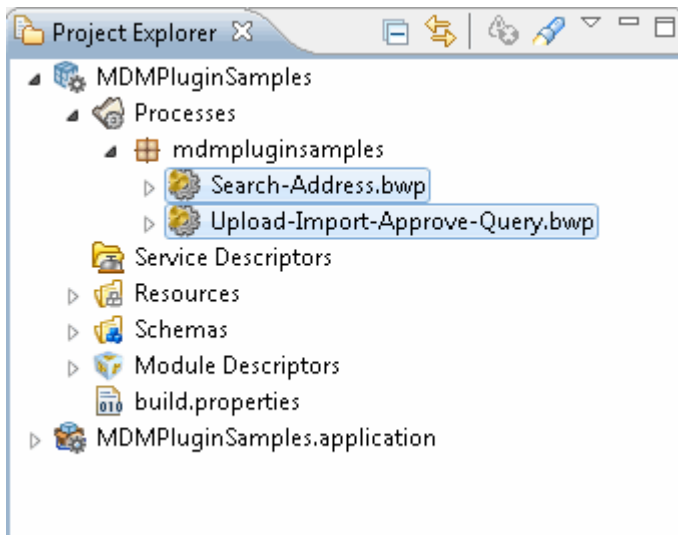 Project Explorer
MDMPluginSamples
Processes
mdmpluginsamples
Search-Address.bwp
Upload-Import-Approve-Query.bwp
Service Descriptors
Resources
Schemas
Module Descriptors
010 build.properties
MDMPluginSamples.application